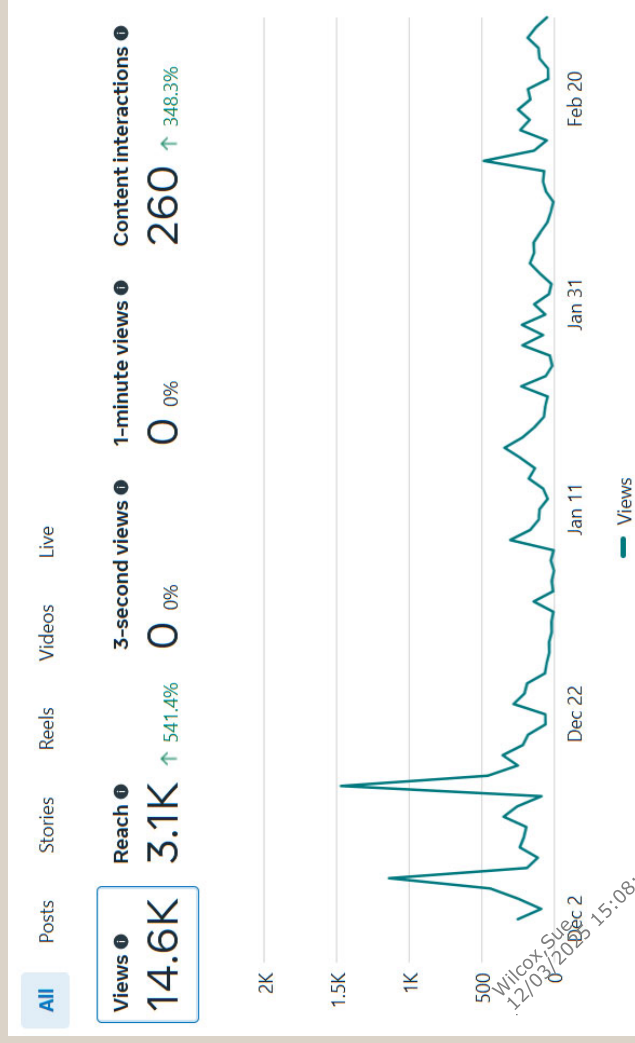 All Posts Stories Reels Videos Live
Views Reach 3-second views 1-minute views Content interactions
14.6K 3.1K ↑ 541.4% 0 0% 0 0% 260 ↑ 348.3%
2K
1.5K
1K
500
0
Dec 2 Dec 22 Jan 11 Jan 31 Feb 20
Views
Wilcox, Sue
15:08: